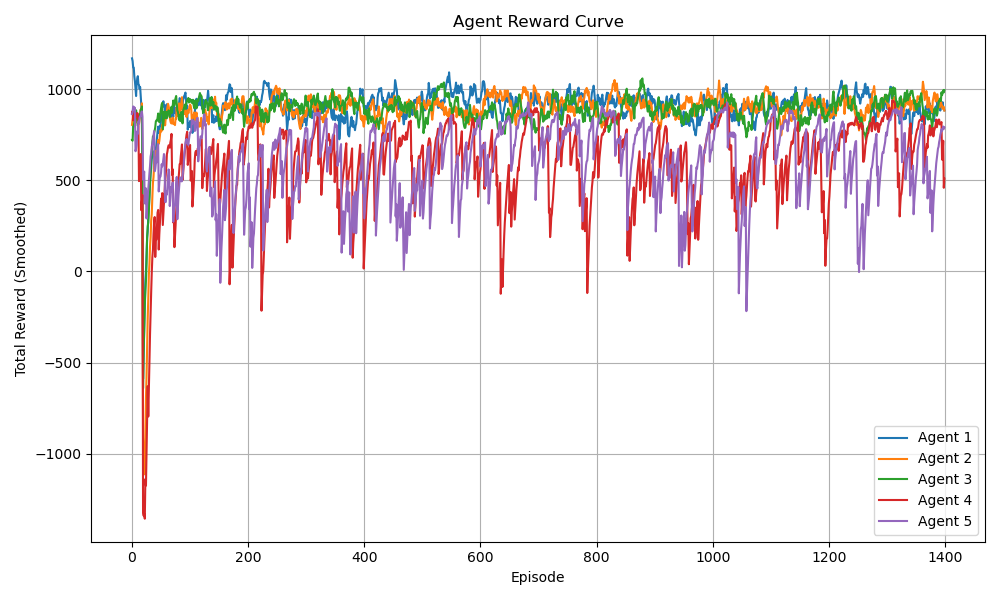 Agent Reward Curve
Total Reward (Smoothed)
1000
500
0
−500
−1000
0 200 400 600 800 1000 1200 1400
Episode
Agent 1
Agent 2
Agent 3
Agent 4
Agent 5